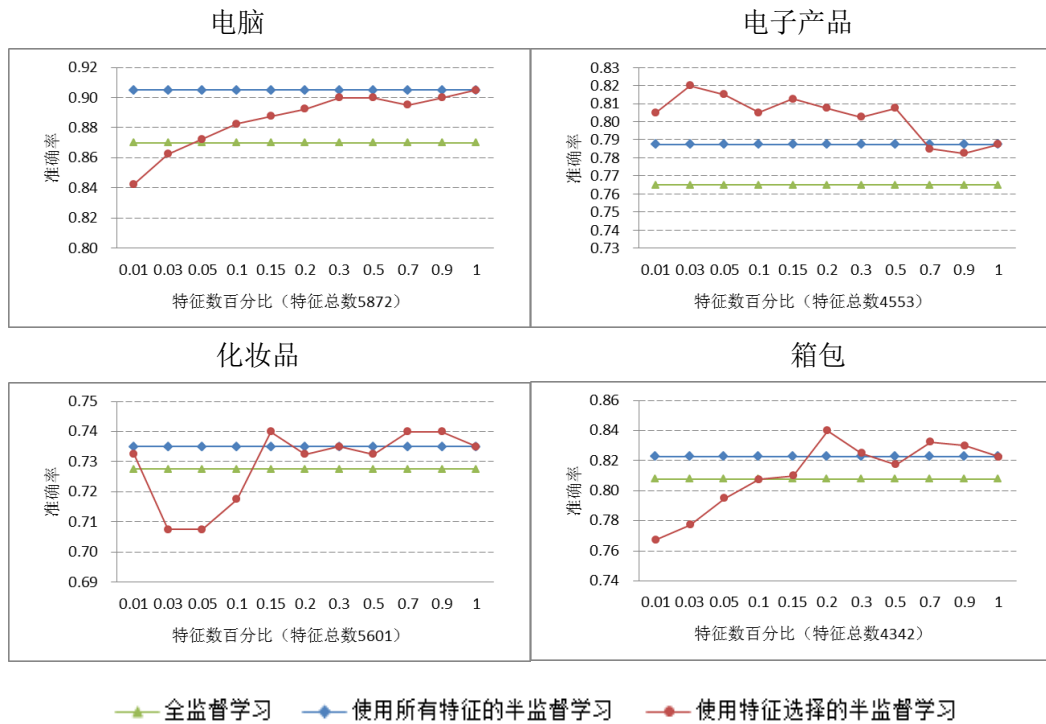 电脑
0.92
0.90
0.88
0.86
0.84
0.82
0.80
准确率
0.01 0.03 0.05 0.1 0.15 0.2 0.3 0.5 0.7 0.9 1
特征数百分比（特征总数5872）
电子产品
0.83
0.82
0.81
0.80
0.79
0.78
0.77
0.76
0.75
0.74
0.73
准确率
0.01 0.03 0.05 0.1 0.15 0.2 0.3 0.5 0.7 0.9 1
特征数百分比（特征总数4553）
化妆品
0.75
0.74
0.73
0.72
0.71
0.70
0.69
准确率
0.01 0.03 0.05 0.1 0.15 0.2 0.3 0.5 0.7 0.9 1
特征数百分比（特征总数5601）
箱包
0.86
0.84
0.82
0.80
0.78
0.76
0.74
准确率
0.01 0.03 0.05 0.1 0.15 0.2 0.3 0.5 0.7 0.9 1
特征数百分比（特征总数4342）
全监督学习 使用所有特征的半监督学习 使用特征选择的半监督学习